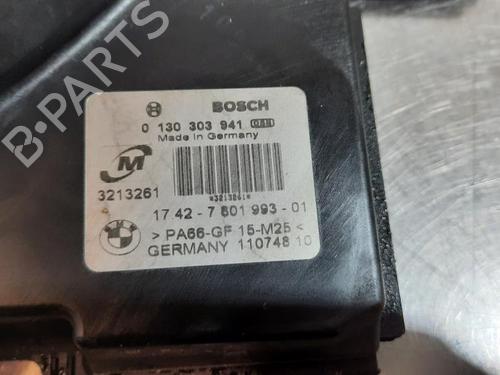 BOSCH
0 130 303 941
Made in Germany
M
3213261
*3213261*
17 42-7 801 993-01
>PA66-GF 15-M25<
GERMANY 110748 10
B-PARTS